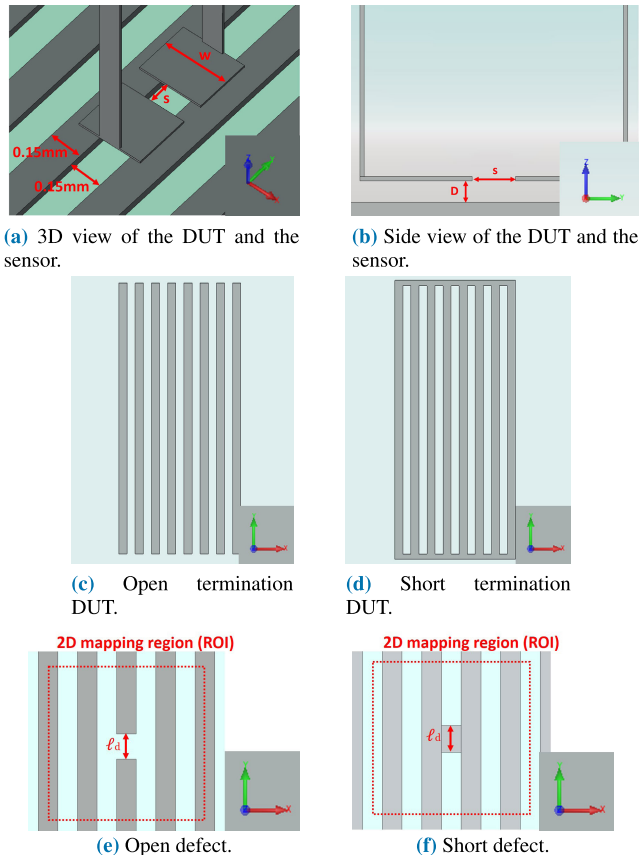 W
S
0.15mm
0.15mm
Z
Y
X
(a) 3D view of the DUT and the
sensor.
S
D
Z
Y
(b) Side view of the DUT and the
sensor.
Y
X
(c) Open termination
DUT.
Y
X
(d) Short termination
DUT.
2D mapping region (ROI)
ℓd
Y
Z
X
(e) Open defect.
2D mapping region (ROI)
ℓd
Y
Z
X
(f) Short defect.